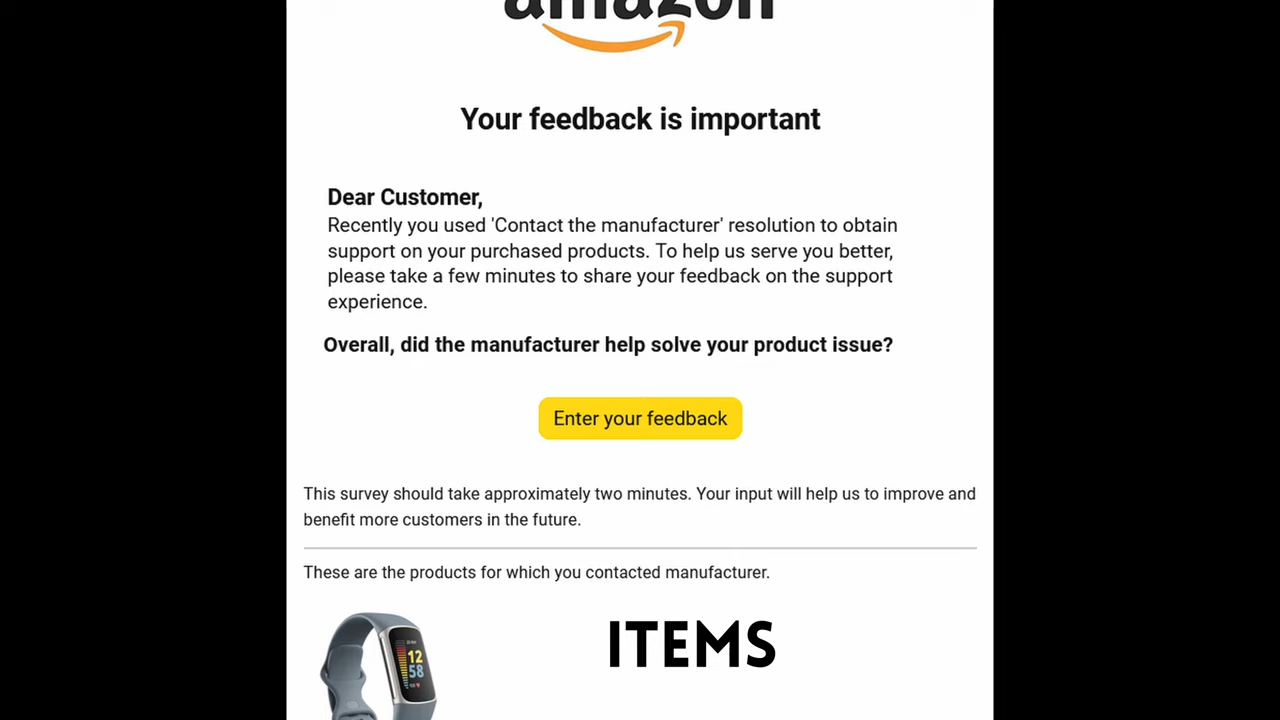 amazon
Your feedback is important
Dear Customer,
Recently you used 'Contact the manufacturer' resolution to obtain
support on your purchased products. To help us serve you better,
please take a few minutes to share your feedback on the support
experience.
Overall, did the manufacturer help solve your product issue?
Enter your feedback
This survey should take approximately two minutes. Your input will help us to improve and
benefit more customers in the future.
These are the products for which you contacted manufacturer.
ITEMS
12
58